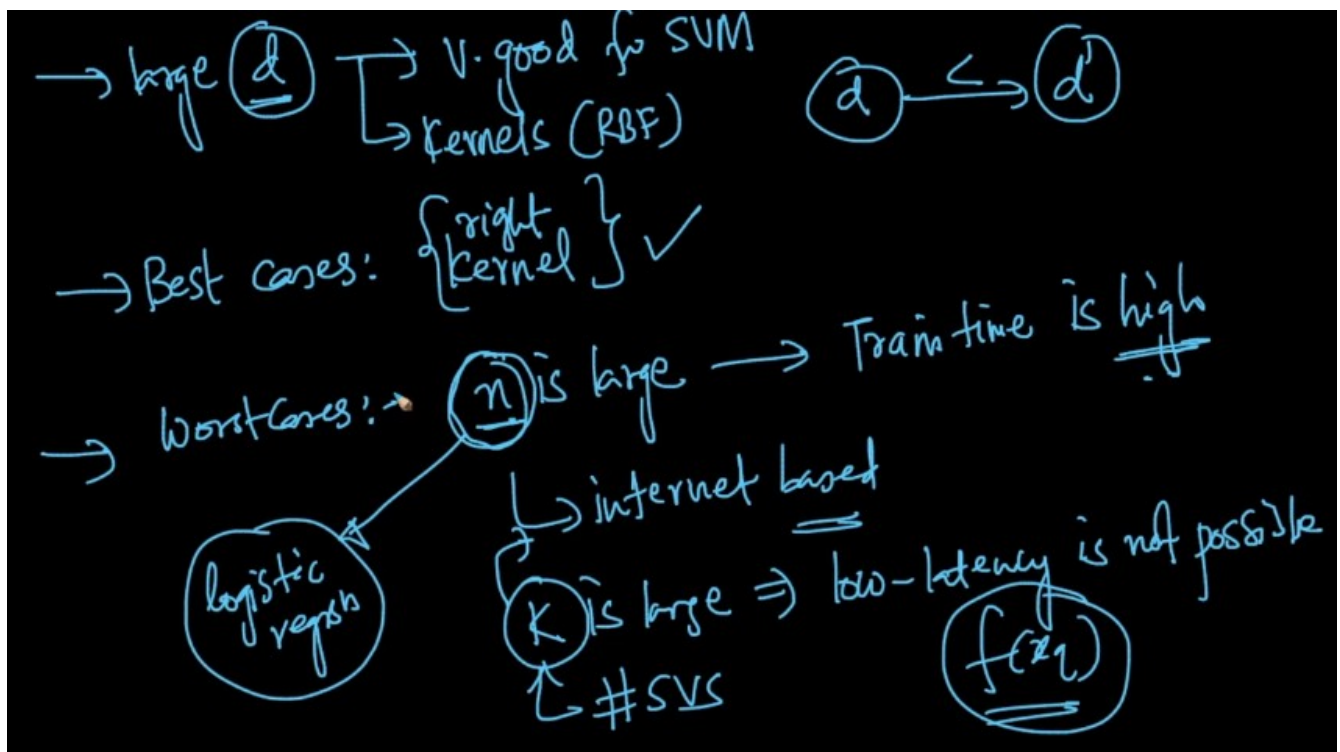 → large d → V. good for SVM
→ Kernels (RBF)
d < → d'
→ Best cases: { right kernel } ✓
→ Worst Cases: → n is large → Train time is high
→ internet based
logistic
K is large ⇒ low-latency is not possible
f(xq)
#SVS